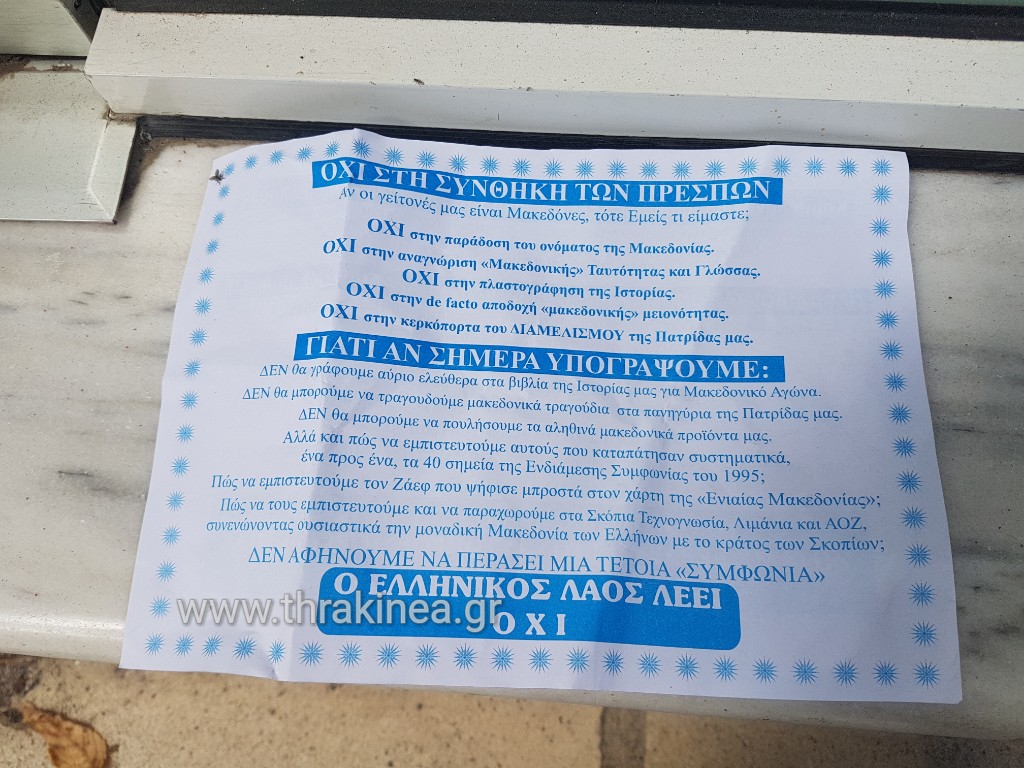 ΟΧΙ ΣΤΗ ΣΥΝΘΗΚΗ ΤΩΝ ΠΡΕΣΠΩΝ
Αν οι γείτονές μας είναι Μακεδόνες, τότε Εμείς τι είμαστε;
ΟΧΙ στην παράδοση του ονόματος της Μακεδονίας.
ΟΧΙ στην αναγνώριση «Μακεδονικής» Ταυτότητας και Γλώσσας.
ΟΧΙ στην πλαστογράφηση της Ιστορίας.
ΟΧΙ στην de facto αποδοχή «μακεδονικής» μειονότητας.
ΟΧΙ στην κερκόπορτα του ΔΙΑΜΕΛΙΣΜΟΥ της Πατρίδας μας.
ΓΙΑΤΙ ΑΝ ΣΗΜΕΡΑ ΥΠΟΓΡΑΨΟΥΜΕ:
ΔΕΝ θα γράφουμε αύριο ελεύθερα στα βιβλία της Ιστορίας μας για Μακεδονικό Αγώνα.
ΔΕΝ θα μπορούμε να τραγουδούμε μακεδονικά τραγούδια στα πανηγύρια της Πατρίδας μας.
ΔΕΝ θα μπορούμε να πουλήσουμε τα αληθινά μακεδονικά προϊόντα μας.
Αλλά και πώς να εμπιστευτούμε αυτούς που καταπάτησαν συστηματικά,
ένα προς ένα, τα 40 σημεία της Ενδιάμεσης Συμφωνίας του 1995;
Πώς να εμπιστευτούμε τον Ζάεφ που ψήφισε μπροστά στον χάρτη της «Ενιαίας Μακεδονίας»;
Πώς να τους εμπιστευτούμε και να παραχωρούμε στα Σκόπια Τεχνογνωσία, Λιμάνια και ΑΟΖ,
συνενώνοντας ουσιαστικά την μοναδική Μακεδονία των Ελλήνων με το κράτος των Σκοπίων;
ΔΕΝ ΑΦΗΝΟΥΜΕ ΝΑ ΠΕΡΑΣΕΙ ΜΙΑ ΤΕΤΟΙΑ «ΣΥΜΦΩΝΙΑ»
Ο ΕΛΛΗΝΙΚΟΣ ΛΑΟΣ ΛΕΕΙ
Ο Χ Ι
www.thrakinea.gr